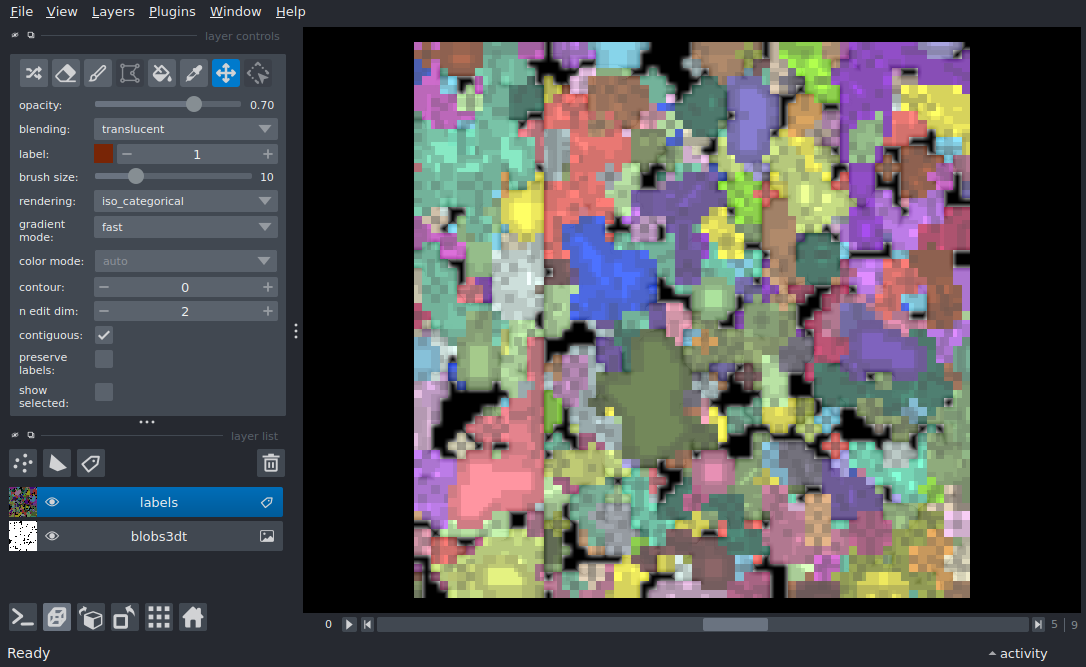 File View Layers Plugins Window Help
layer controls
opacity: 0.70
blending: translucent
label: 1
brush size: 10
rendering: iso_categorical
gradient
mode: fast
color mode: auto
contour: 0
n edit dim: 2
contiguous:
preserve
labels:
show
selected:
layer list
labels
blobs3dt
0 5 | 9
Ready activity